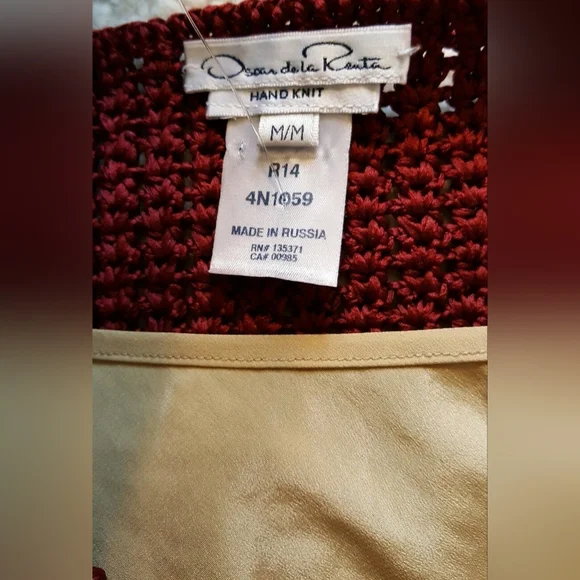 Oscar de la Renta
HAND KNIT
M/M
R14
4N1059
MADE IN RUSSIA
RN# 135371
CA# 00985